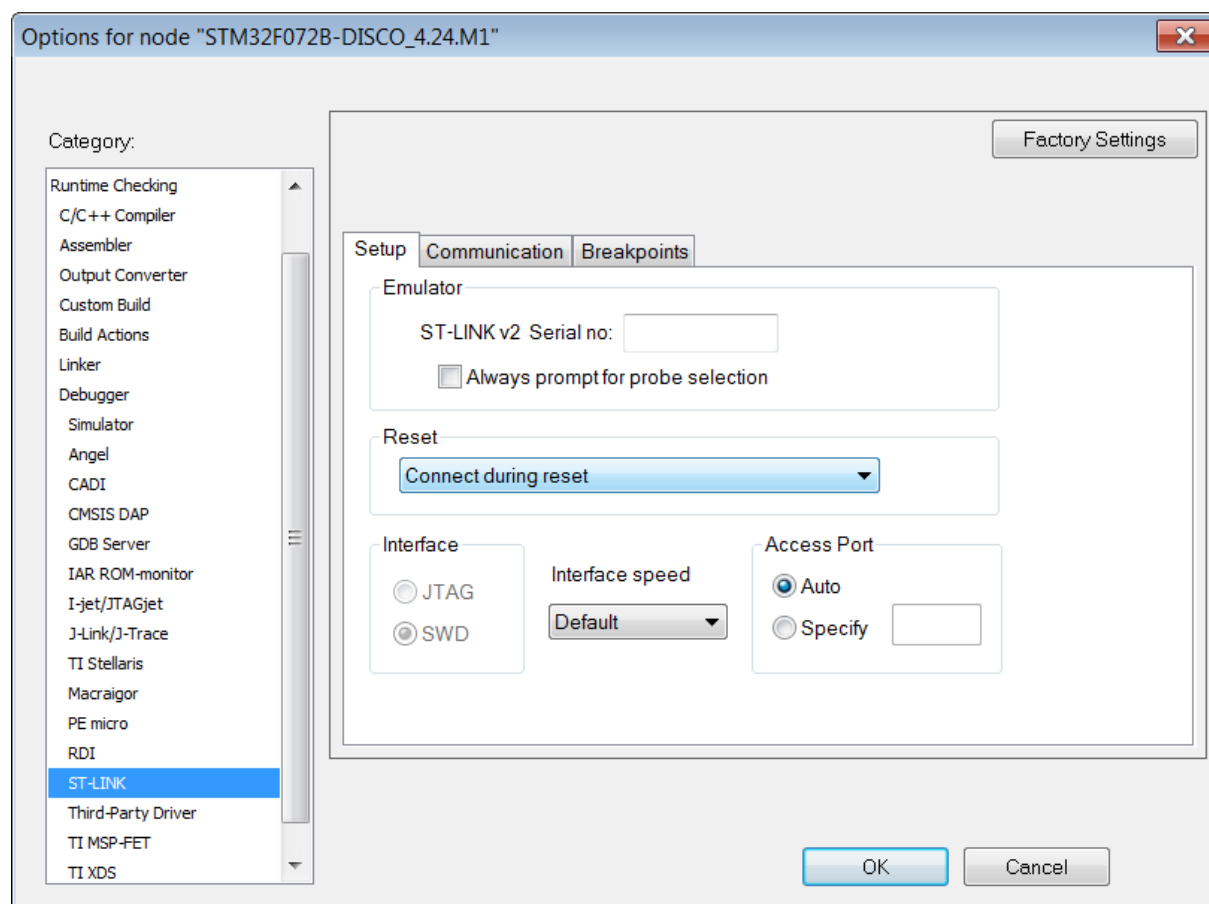 Options for node "STM32F072B-DISCO_4.24.M1"
Category:
Factory Settings
Runtime Checking
C/C++ Compiler
Assembler
Output Converter
Custom Build
Build Actions
Linker
Debugger
Simulator
Angel
CADI
CMSIS DAP
GDB Server
IAR ROM-monitor
I-jet/JTAGjet
J-Link/J-Trace
TI Stellaris
Macraigor
PE micro
RDI
ST-LINK
Third-Party Driver
TI MSP-FET
TI XDS
Setup Communication Breakpoints
Emulator
ST-LINK v2 Serial no:
Always prompt for probe selection
Reset
Connect during reset
Interface
JTAG
SWD
Interface speed
Default
Access Port
Auto
Specify
OK Cancel